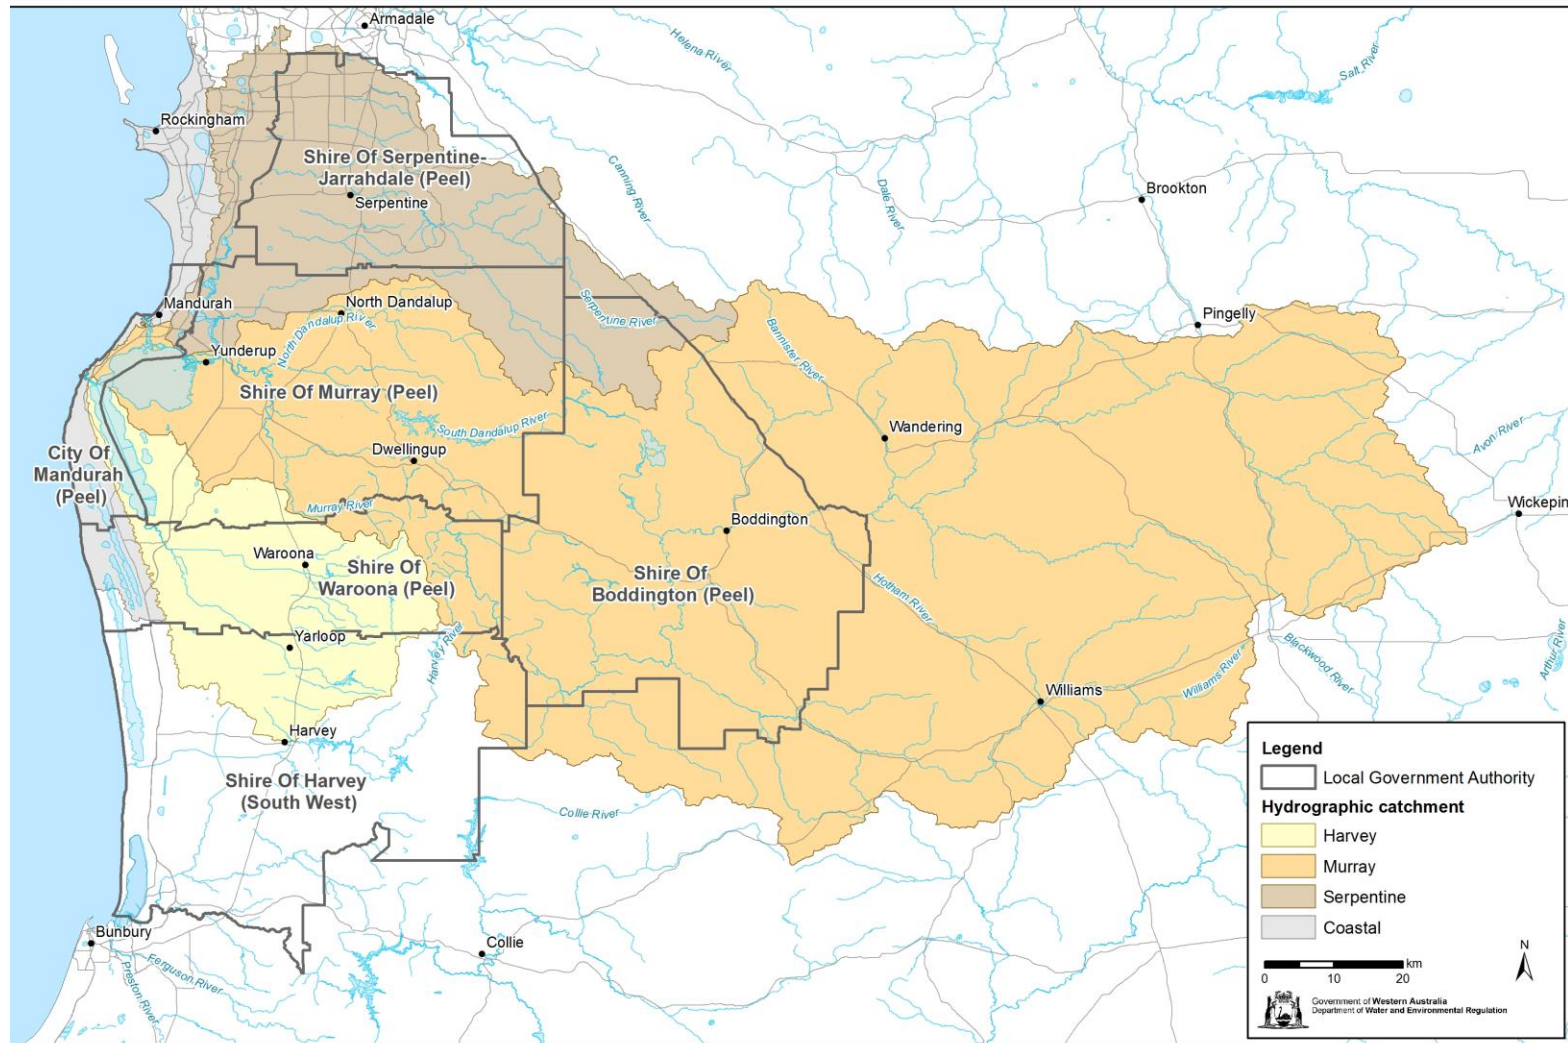 Armadale
Helena River
Salt River
Rockingham
Shire Of Serpentine-
Jarrahdale (Peel)
Serpentine
Canning River
Dale River
Brookton
Mandurah
North Dandalup
North Dandalup River
Serpentine River
Bannister River
Pingelly
Yunderup
Shire Of Murray (Peel)
South Dandalup River
Wandering
Avon River
City Of
Mandurah
(Peel)
Dwellingup
Murray River
Boddington
Wickepin
Waroona
Shire Of
Waroona (Peel)
Shire Of
Boddington (Peel)
Hotham River
Yarloop
Harvey River
Williams
Williams River
Blackwood River
Arthur River
Harvey
Shire Of Harvey
(South West)
Collie River
Bunbury
Collie
Ferguson River
Preston River
Legend
Local Government Authority
Hydrographic catchment
Harvey
Murray
Serpentine
Coastal
N
km
0 10 20
Government of Western Australia
Department of Water and Environmental Regulation